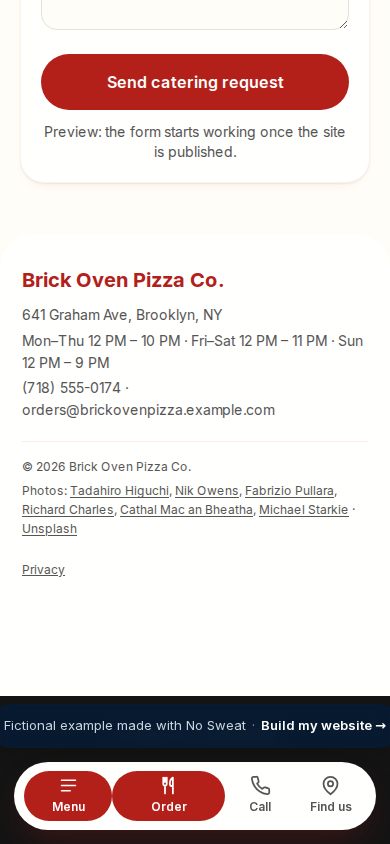 Send catering request
Preview: the form starts working once the site
is published.
Brick Oven Pizza Co.
641 Graham Ave, Brooklyn, NY
Mon–Thu 12 PM – 10 PM · Fri–Sat 12 PM – 11 PM · Sun
12 PM – 9 PM
(718) 555-0174 ·
orders@brickovenpizza.example.com
© 2026 Brick Oven Pizza Co.
Photos: Tadahiro Higuchi, Nik Owens, Fabrizio Pullara,
Richard Charles, Cathal Mac an Bheatha, Michael Starkie ·
Unsplash
Privacy
Fictional example made with No Sweat · Build my website →
Menu Order Call Find us